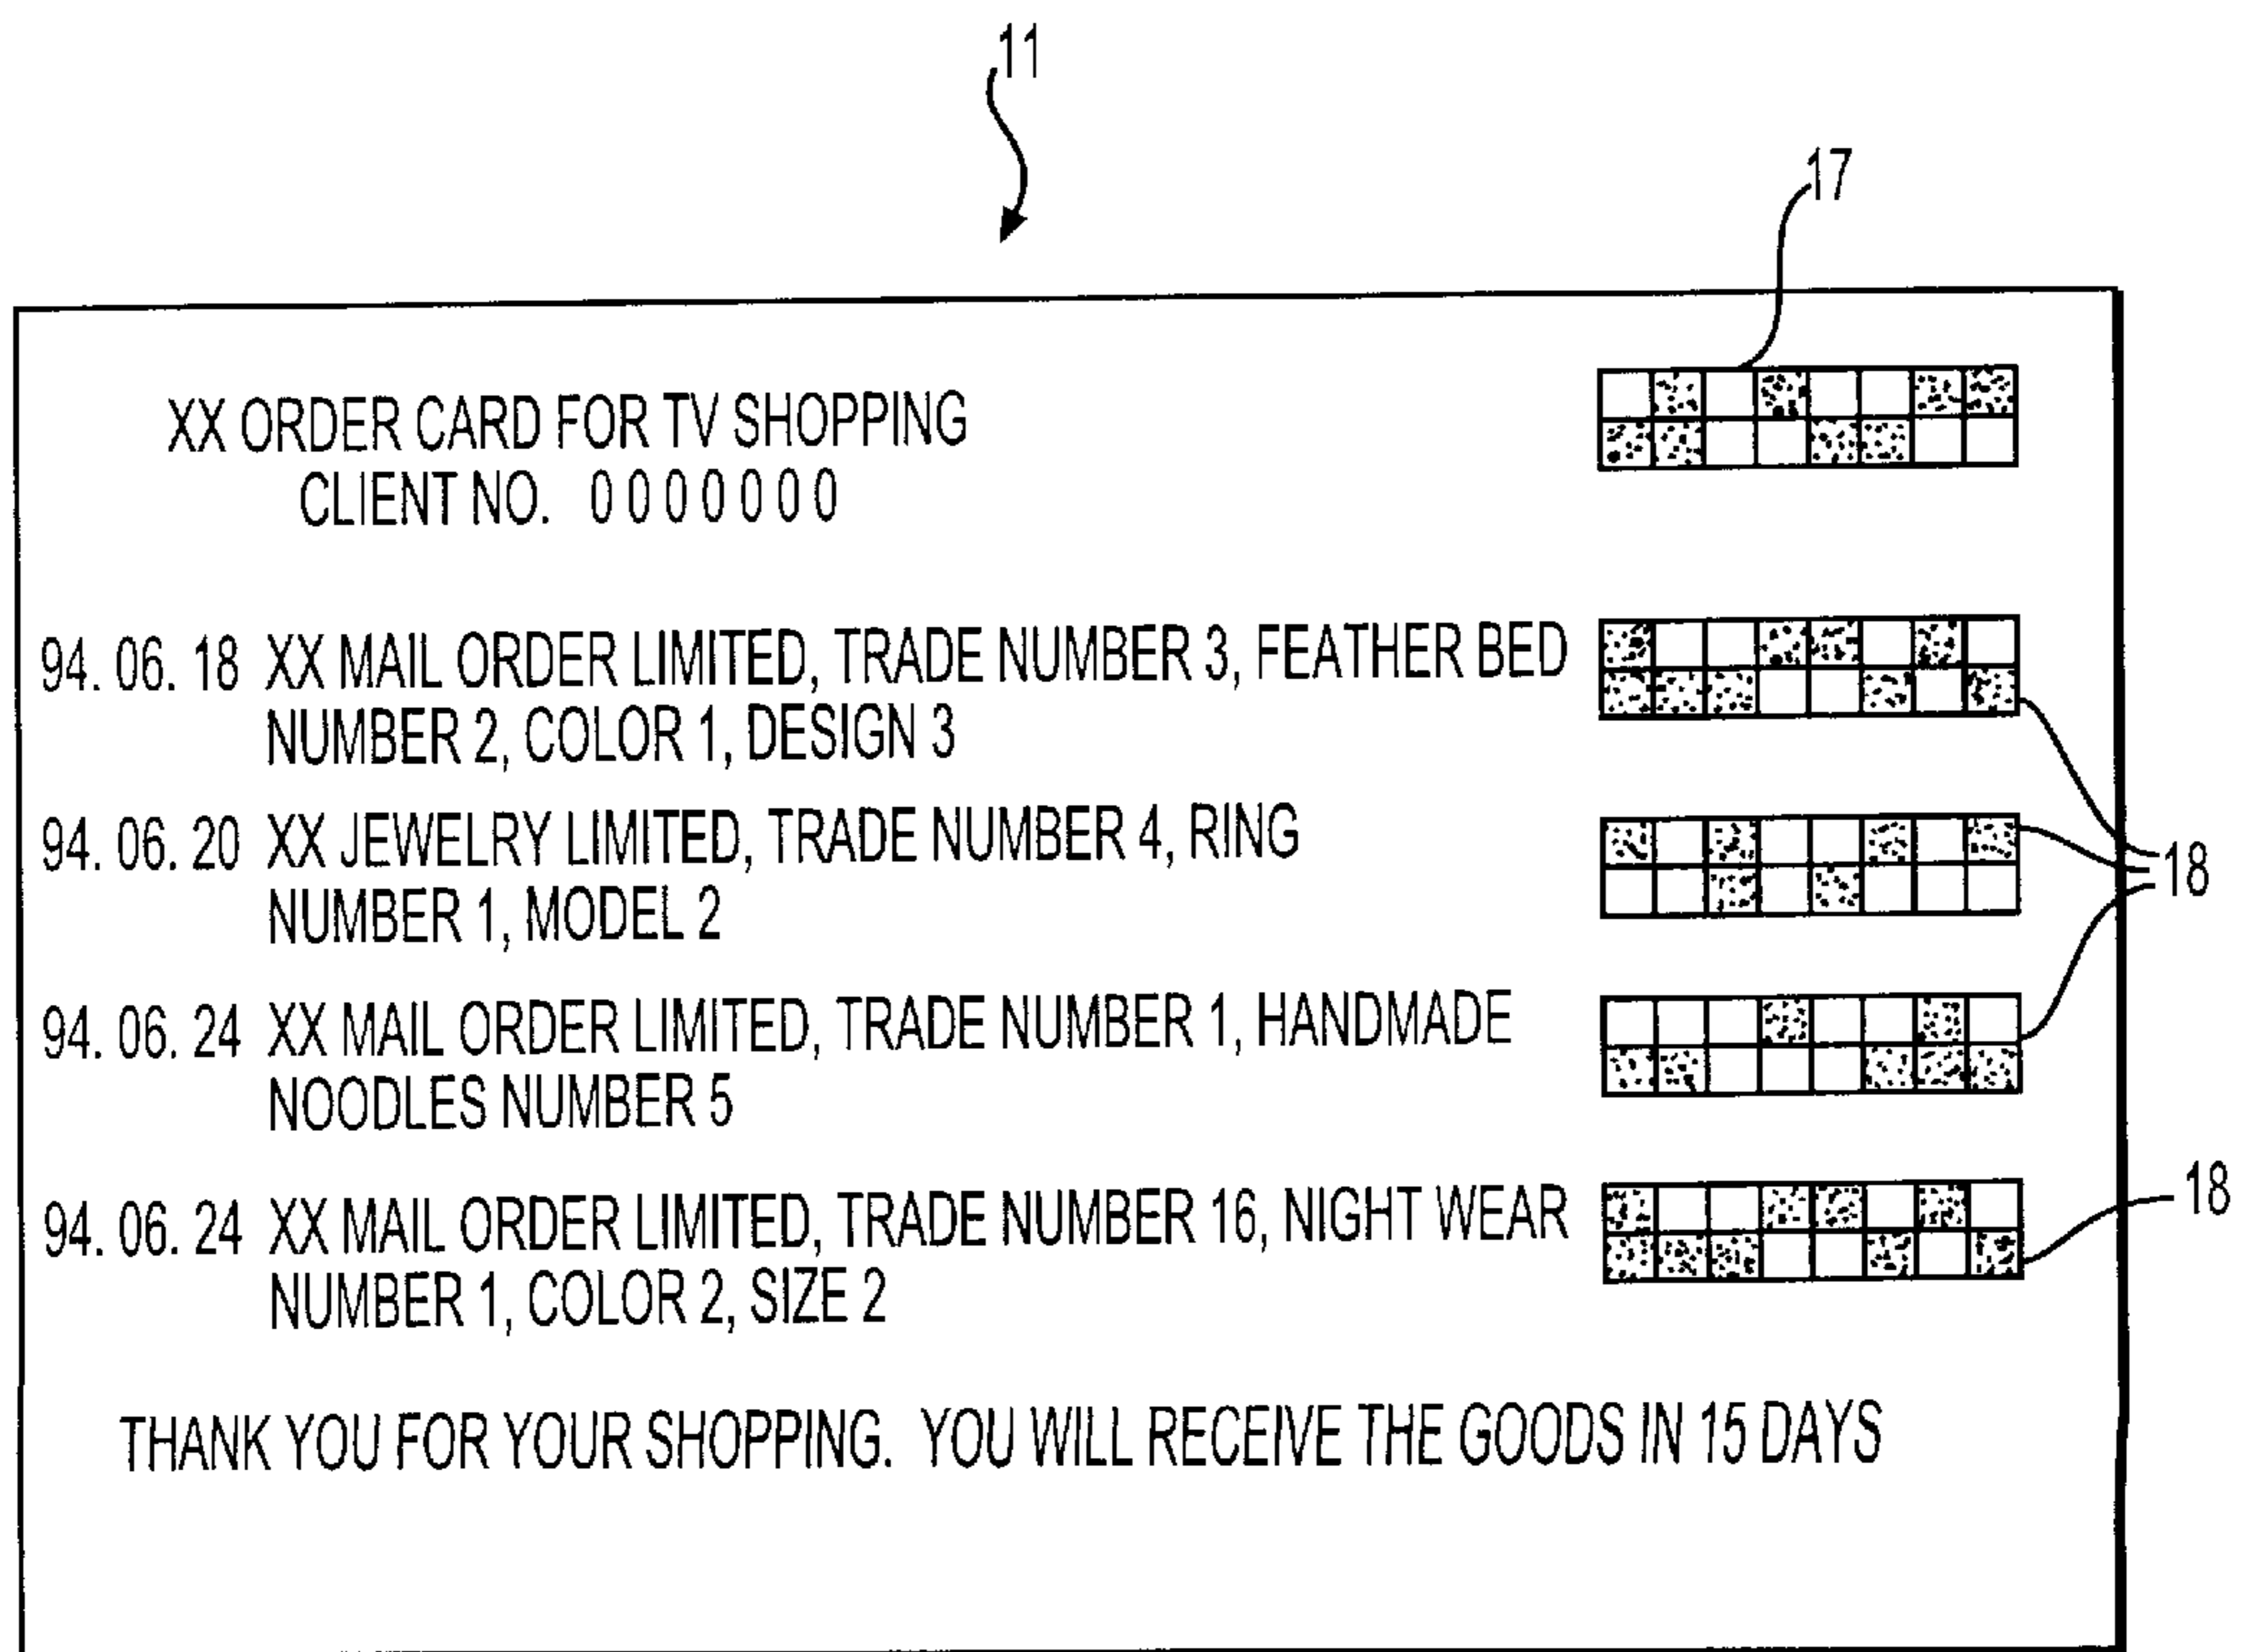 11
17
XX ORDER CARD FOR TV SHOPPING
CLIENT NO. 0000000
94. 06. 18 XX MAIL ORDER LIMITED, TRADE NUMBER 3, FEATHER BED
NUMBER 2, COLOR 1, DESIGN 3
94. 06. 20 XX JEWELRY LIMITED, TRADE NUMBER 4, RING
NUMBER 1, MODEL 2
18
94. 06. 24 XX MAIL ORDER LIMITED, TRADE NUMBER 1, HANDMADE
NOODLES NUMBER 5
94. 06. 24 XX MAIL ORDER LIMITED, TRADE NUMBER 16, NIGHT WEAR
18
NUMBER 1, COLOR 2, SIZE 2
THANK YOU FOR YOUR SHOPPING. YOU WILL RECEIVE THE GOODS IN 15 DAYS